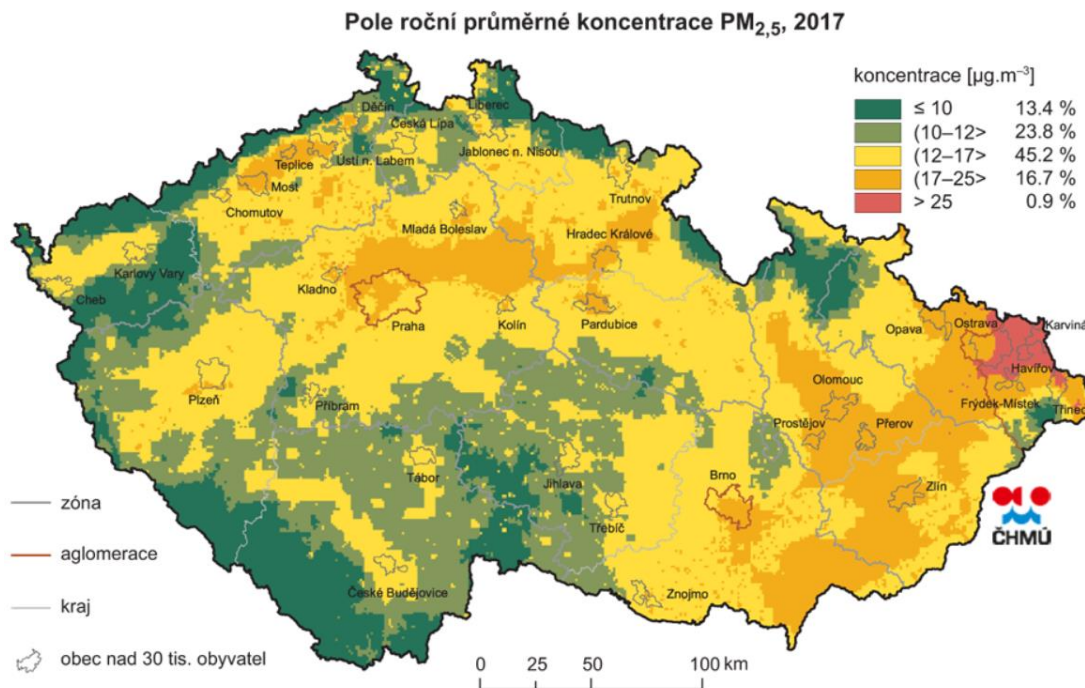 Pole roční průměrné koncentrace PM2,5, 2017
koncentrace [µg.m–3]
≤ 10 13.4 %
(10–12> 23.8 %
(12–17> 45.2 %
(17–25> 16.7 %
> 25 0.9 %
Děčín
Liberec
Česká Lípa
Ústí n. Labem
Jablonec n. Nisou
Teplice
Most
Chomutov
Trutnov
Mladá Boleslav
Hradec Králové
Karlovy Vary
Cheb
Kladno
Praha
Kolín
Pardubice
Opava
Ostrava
Karviná
Havířov
Frýdek-Místek
Třinec
Plzeň
Příbram
Olomouc
Prostějov
Přerov
Tábor
Jihlava
Brno
Zlín
Třebíč
České Budějovice
Znojmo
ČHMÚ
zóna
aglomerace
kraj
obec nad 30 tis. obyvatel
0 25 50 100 km